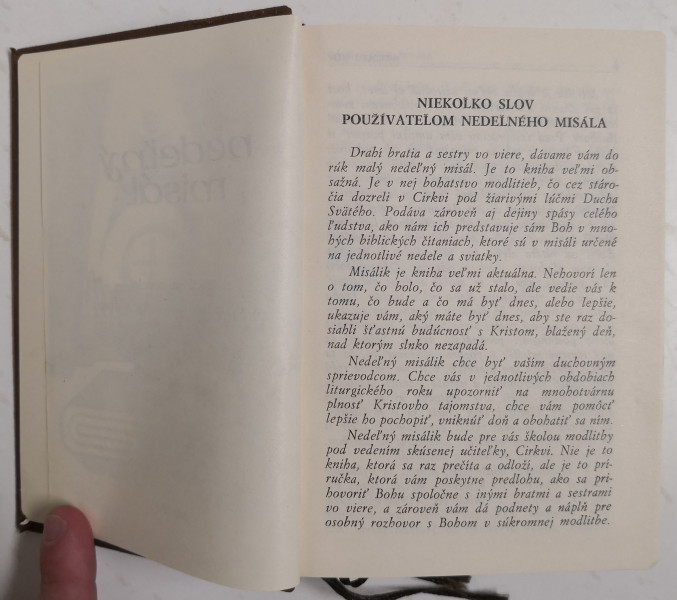 nedeľný
misál
NIEKOĽKO SLOV
POUŽÍVATEĽOM NEDEĽNÉHO MISÁLA
Drahí bratia a sestry vo viere, dávame vám do
rúk malý nedeľný misál. Je to kniha veľmi ob-
sažná. Je v nej bohatstvo modlitieb, čo cez stáro-
čia dozreli v Cirkvi pod žiarivými lúčmi Ducha
Svätého. Podáva zároveň aj dejiny spásy celého
ľudstva, ako nám ich predstavuje sám Boh v mno-
hých biblických čítaniach, ktoré sú v misáli určené
na jednotlivé nedele a sviatky.
Misálik je kniha veľmi aktuálna. Nehovorí len
o tom, čo bolo, čo sa už stalo, ale vedie vás k
tomu, čo bude a čo má byť dnes, alebo lepšie,
ukazuje vám, aký máte byť dnes, aby ste raz do-
siahli šťastnú budúcnosť s Kristom, blažený deň,
nad ktorým slnko nezapadá.
Nedeľný misálik chce byť vaším duchovným
sprievodcom. Chce vás v jednotlivých obdobiach
liturgického roku upozorniť na mnohotvárnu
plnosť Kristovho tajomstva, chce vám pomôcť
lepšie ho pochopiť, vniknúť doň a obohatiť sa ním.
Nedeľný misálik bude pre vás školou modlitby
pod vedením skúsenej učiteľky, Cirkvi. Nie je to
kniha, ktorá sa raz prečíta a odloží, ale je to prí-
ručka, ktorá vám poskytne predlohu, ako sa pri-
hovoriť Bohu spoločne s inými bratmi a sestrami
vo viere, a zároveň vám dá podnety a náplň pre
osobný rozhovor s Bohom v súkromnej modlitbe.